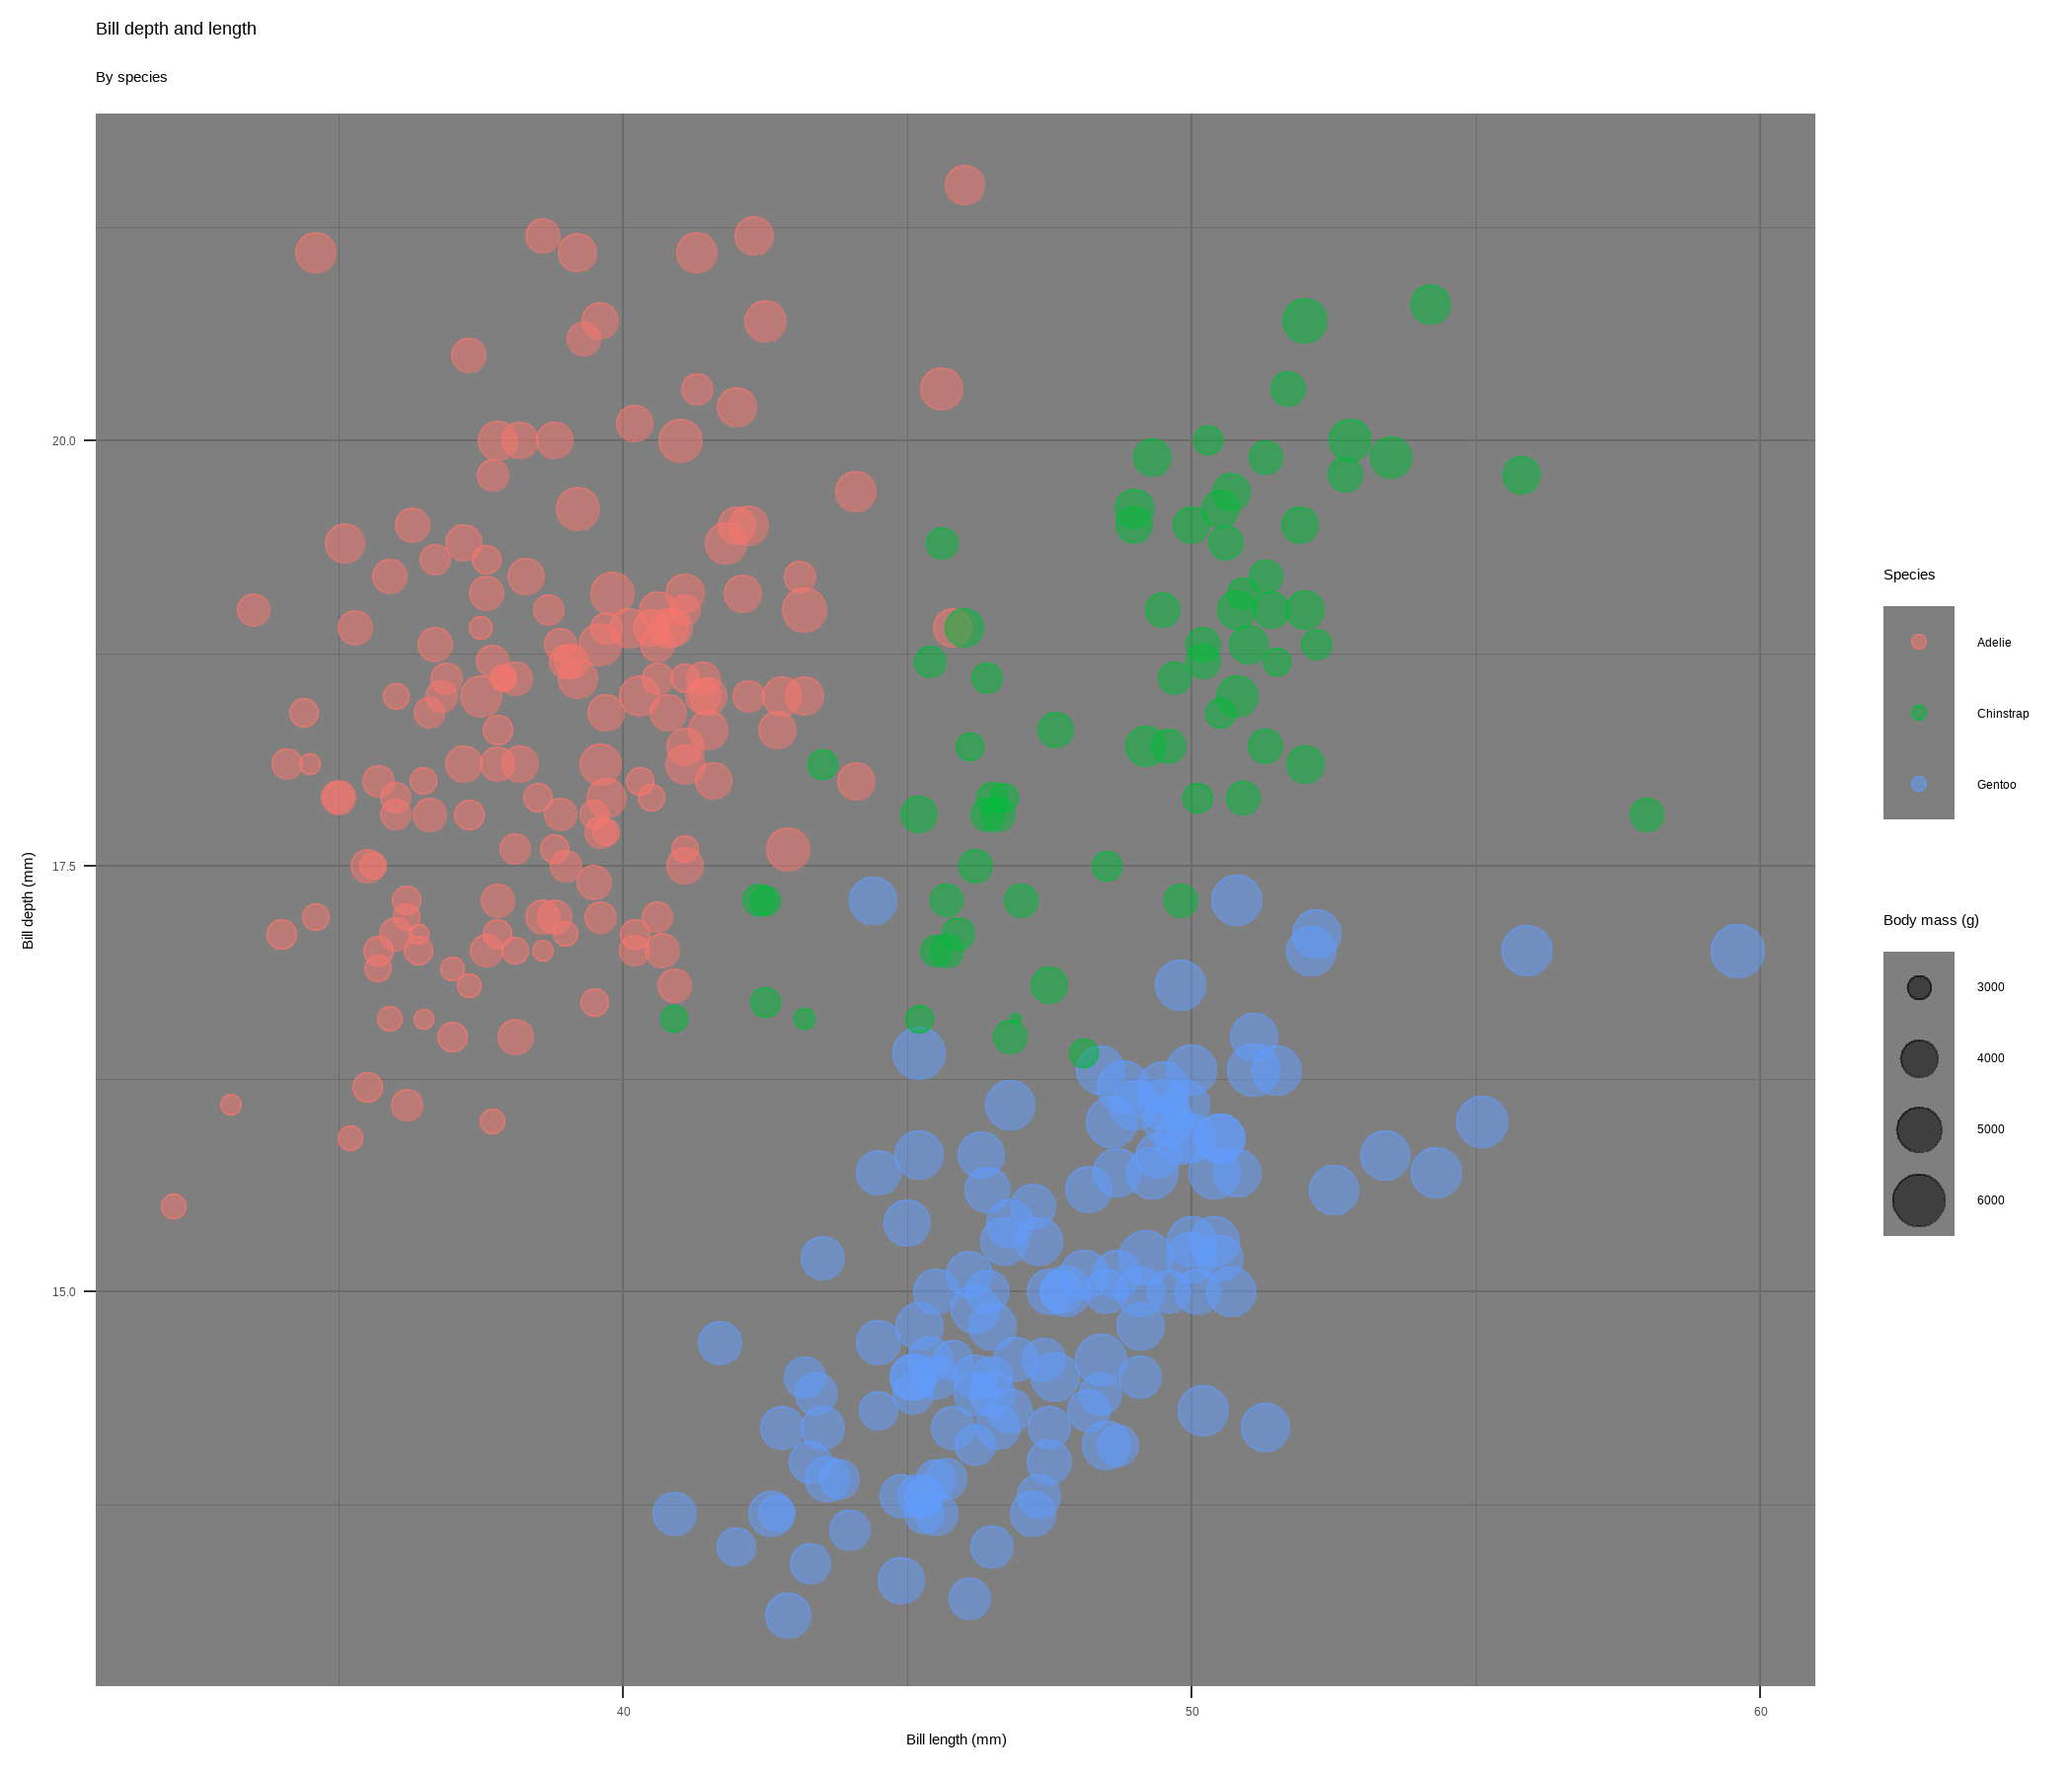 Bill depth and length
By species
20.0
17.5
15.0
Bill depth (mm)
40
50
60
Bill length (mm)
Species
Adelie
Chinstrap
Gentoo
Body mass (g)
3000
4000
5000
6000